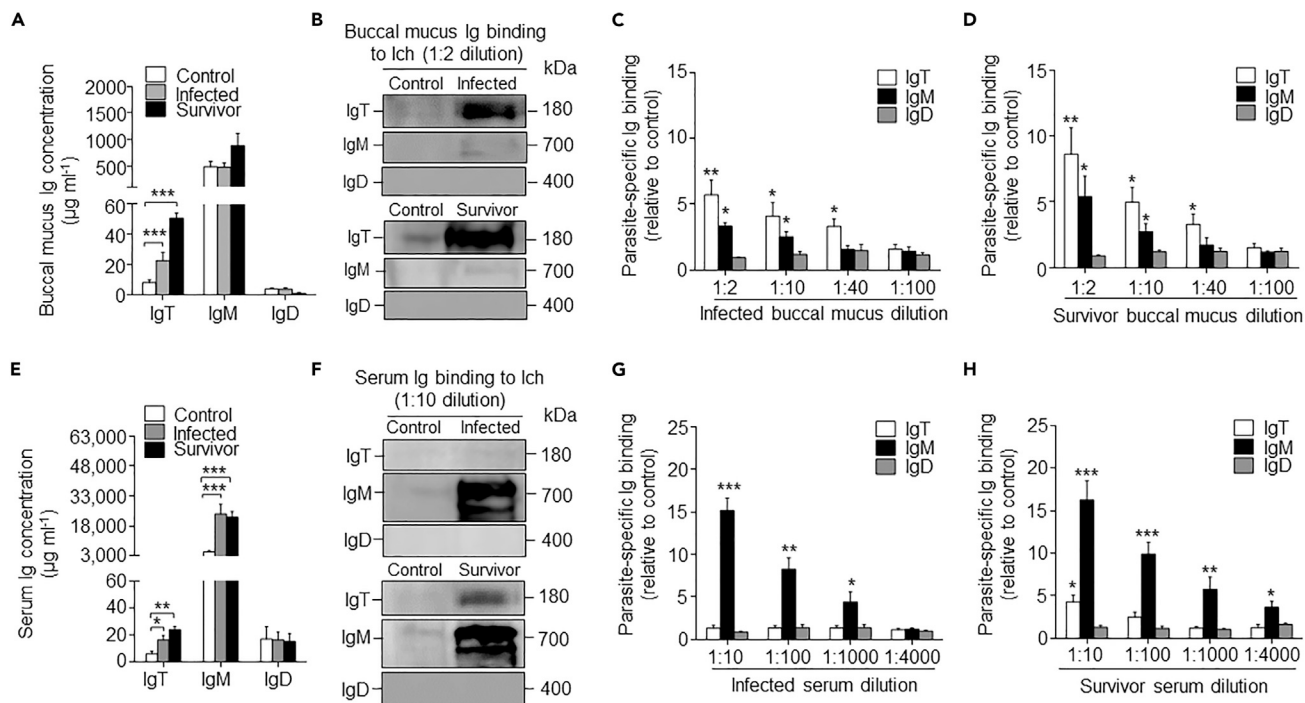 A
Control
Infected
Survivor
Buccal mucus Ig concentration
(µg ml-1)
2000
1500
1000
500
60
40
20
0
***
***
IgT
IgM
IgD
B
Buccal mucus Ig binding
to Ich (1:2 dilution)
kDa
Control
Infected
IgT
180
IgM
700
IgD
400
Control
Survivor
IgT
180
IgM
700
IgD
400
C
Parasite-specific Ig binding
(relative to control)
15
10
5
0
IgT
IgM
IgD
**
*
*
*
*
1:2
1:10
1:40
1:100
Infected buccal mucus dilution
D
Parasite-specific Ig binding
(relative to control)
15
10
5
0
IgT
IgM
IgD
**
*
*
*
*
1:2
1:10
1:40
1:100
Survivor buccal mucus dilution
E
Control
Infected
Survivor
Serum Ig concentration
(µg ml-1)
63,000
48,000
33,000
18,000
3,000
60
40
20
0
**
*
***
***
IgT
IgM
IgD
F
Serum Ig binding to Ich
(1:10 dilution)
kDa
Control
Infected
IgT
180
IgM
700
IgD
400
Control
Survivor
IgT
180
IgM
700
IgD
400
G
Parasite-specific Ig binding
(relative to control)
25
20
15
10
5
0
IgT
IgM
IgD
***
**
*
1:10
1:100
1:1000
1:4000
Infected serum dilution
H
Parasite-specific Ig binding
(relative to control)
25
20
15
10
5
0
IgT
IgM
IgD
*
***
***
**
*
1:10
1:100
1:1000
1:4000
Survivor serum dilution